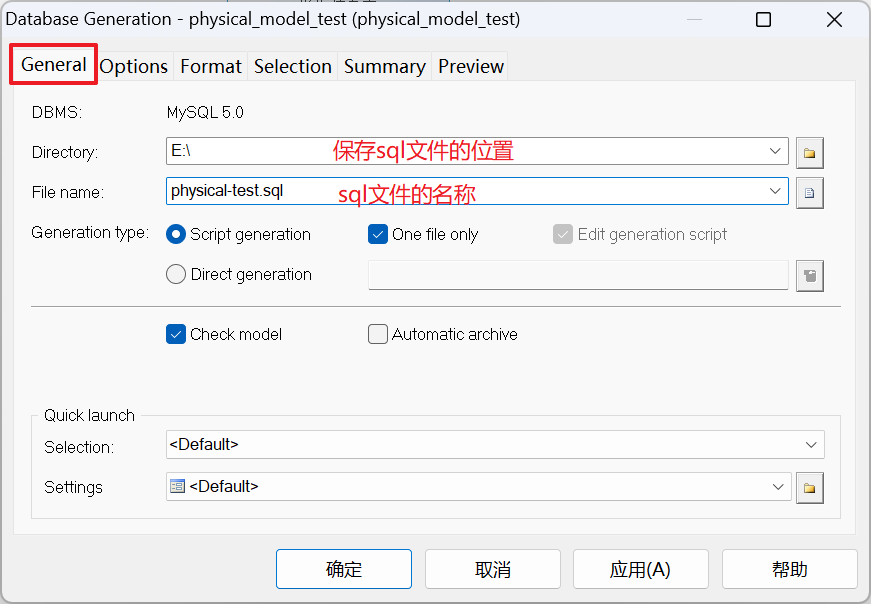 Database Generation - physical_model_test (physical_model_test)
General Options Format Selection Summary Preview
DBMS: MySQL 5.0
Directory: E:\ 保存sql文件的位置
File name: physical-test.sql sql文件的名称
Generation type: Script generation One file only Edit generation script
Direct generation
Check model Automatic archive
Quick launch
Selection: <Default>
Settings <Default>
确定 取消 应用(A) 帮助